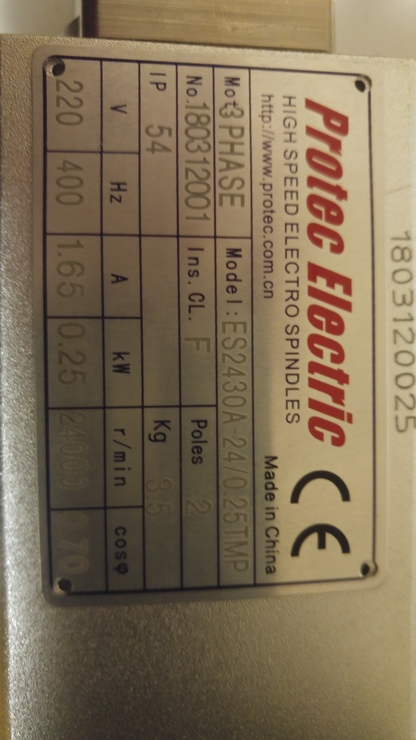 1803120025
Protec Electric CE
HIGH SPEED ELECTRO SPINDLES
http://www.protec.com.cn Made in China
Mot3 PHASE Model: ES2430A-24/0.25TMP
No.180312001 Ins. CL. F Poles 2
IP 54 Kg 3.5
V Hz A kW r/min cosφ
220 400 1.65 0.25 24000 0.70